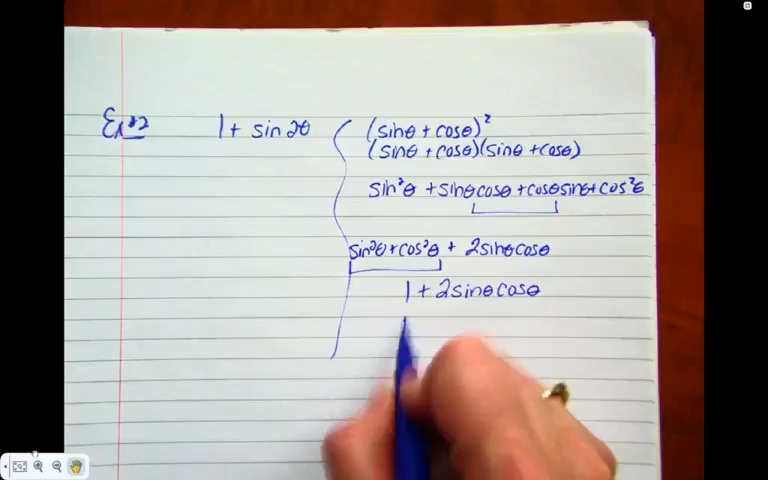 Ex #2 1 + sin 2θ (sinθ + cosθ)²
(sinθ + cosθ)(sinθ + cosθ)
sin²θ + sinθcosθ + cosθsinθ + cos²θ
sin²θ + cos²θ + 2sinθcosθ
1 + 2sinθcosθ